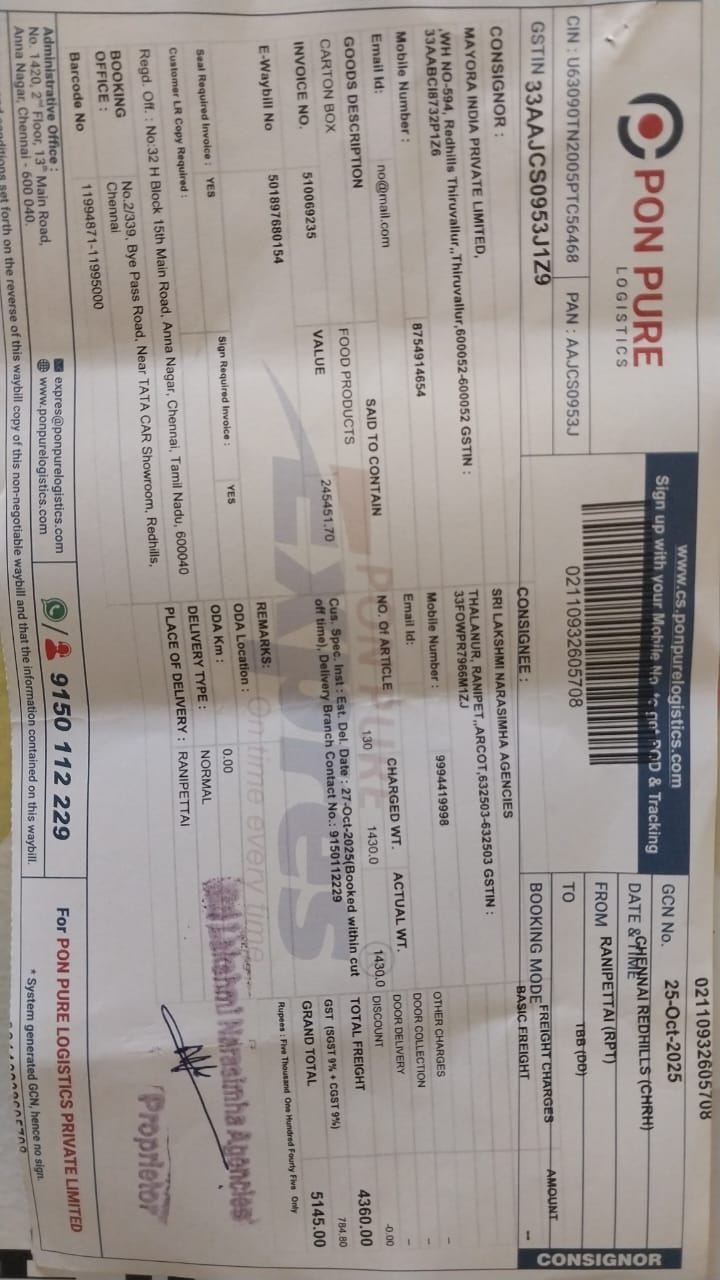 PON PURE
LOGISTICS
www.cs.ponpurelogistics.com
Sign up with your Mobile No. to get POD & Tracking
02110932605708
02110932605708
GCN No.
DATE & TIME 25-Oct-2025
FROM CHENNAI REDHILLS (CHRH)
TO RANIPETTAI (RPT)
BOOKING MODE TBB (DD)
CIN : U63090TN2005PTC56468 PAN : AAJCS0953J
GSTIN 33AAJCS0953J1Z9
CONSIGNOR :
MAYORA INDIA PRIVATE LIMITED,
,WH NO-594, Redhills Thiruvallur,,Thiruvallur,600052-600052 GSTIN :
33AABCI8732P1Z6
Mobile Number : 8754914654
Email Id: no@mail.com
CONSIGNEE :
SRI LAKSHMI NARASIMHA AGENCIES
THALANUR, RANIPET,,ARCOT,632503-632503 GSTIN :
33FOWPR7966M1ZJ
Mobile Number : 9994419998
Email Id:
GOODS DESCRIPTION SAID TO CONTAIN NO. Of ARTICLE CHARGED WT. ACTUAL WT.
CARTON BOX FOOD PRODUCTS 130 1430.0 1430.0
INVOICE NO. 510069235 VALUE 245451.70
Cus. Spec. Inst : Est. Del. Date : 27-Oct-2025(Booked within cut
off time), Delivery Branch Contact No.: 9150112229
E-Waybill No 501897680154
REMARKS:
Seal Required Invoice : YES Sign Required Invoice : YES
ODA Location :
Customer LR Copy Required :
ODA Km : 0.00
DELIVERY TYPE : NORMAL
PLACE OF DELIVERY : RANIPETTAI
Regd. Off. : No:32 H Block 15th Main Road, Anna Nagar, Chennai, Tamil Nadu, 600040
BOOKING OFFICE : No.2/339, Bye Pass Road, Near TATA CAR Showroom, Redhills,
Chennai
Barcode No 11994871-11995000
FREIGHT CHARGES AMOUNT
BASIC FREIGHT --
OTHER CHARGES --
DOOR COLLECTION --
DOOR DELIVERY --
DISCOUNT -0.00
TOTAL FREIGHT 4360.00
GST (SGST 9% + CGST 9%) 784.80
GRAND TOTAL 5145.00
Rupees : Five Thousand One Hundred Fourty Five Only
CONSIGNOR
PON PURE
EXpres
On time every time
Lakshmi Narasimha Agencies
Proprietor
Administrative Office :
No. 1420, 2nd Floor, 13th Main Road,
Anna Nagar, Chennai - 600 040.
expres@ponpurelogistics.com
www.ponpurelogistics.com
9150 112 229
For PON PURE LOGISTICS PRIVATE LIMITED
* System generated GCN, hence no sign.
conditions set forth on the reverse of this waybill copy of this non-negotiable waybill and that the information contained on this waybill.